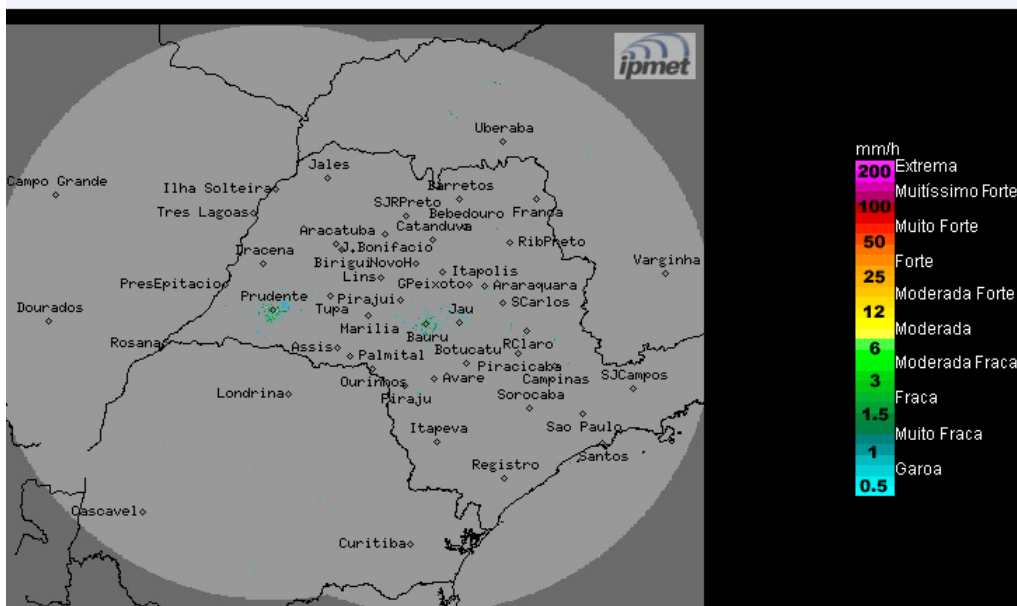 ipmet
Uberaba
Jales
Campo Grande
Ilha Solteira
Barretos
SJRPreto
Tres Lagoas
Bebedouro
Franca
Catanduva
Aracatuba
J.Bonifacio
RibPreto
Dracena
Varginha
Birigui
NovoH
Itapolis
Lins
PresEpitacio
GPeixoto
Araraquara
Prudente
Pirajui
SCarlos
Dourados
Tupa
Jau
Marilia
Bauru
Rosana
Assis
Botucatu
RClaro
Palmital
Piracicaba
Ourinhos
Avare
Campinas
SJCampos
Londrina
Piraju
Sorocaba
Itapeva
Sao Paulo
Santos
Registro
Cascavel
Curitiba
mm/h
200
Extrema
Muitíssimo Forte
100
Muito Forte
50
Forte
25
Moderada Forte
12
Moderada
6
Moderada Fraca
3
Fraca
1.5
Muito Fraca
1
Garoa
0.5